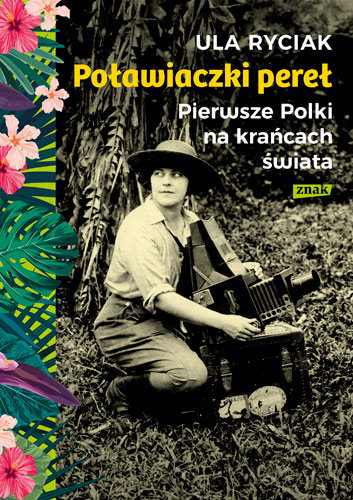 ULA RYCIAK
Poławiaczki pereł
Pierwsze Polki
na krańcach
świata
znak